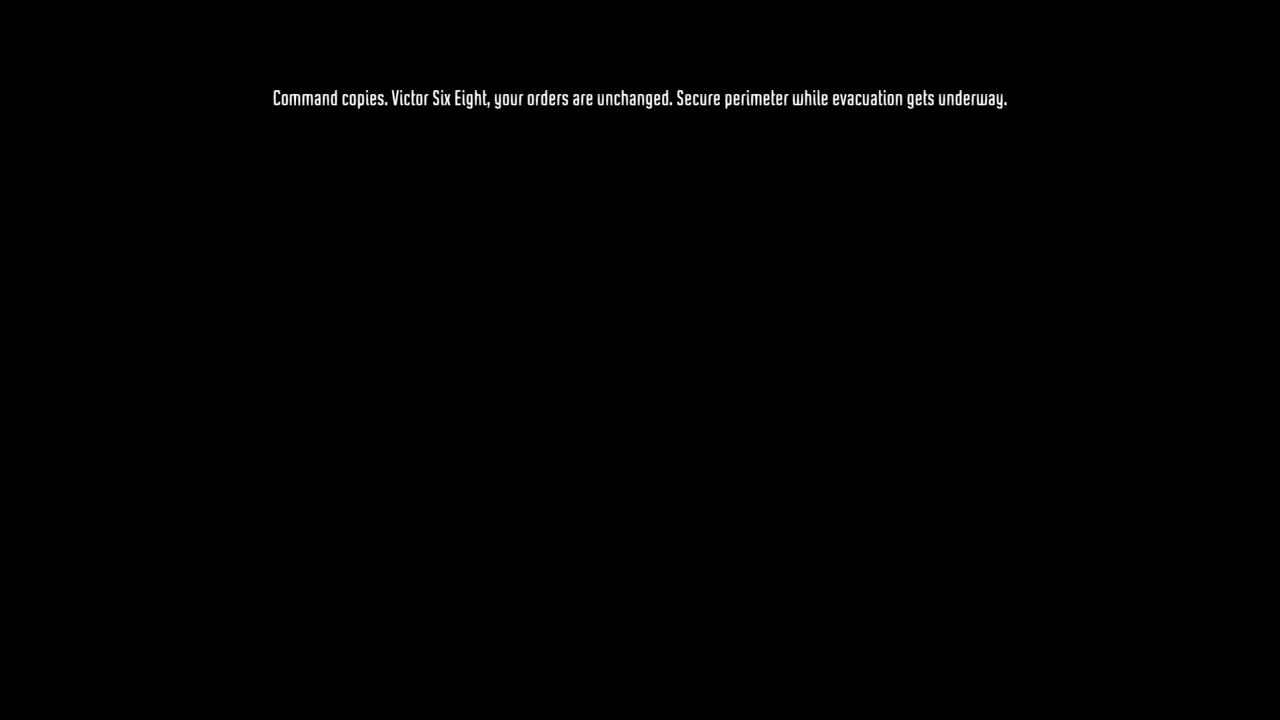 Command copies. Victor Six Eight, your orders are unchanged. Secure perimeter while evacuation gets underway.